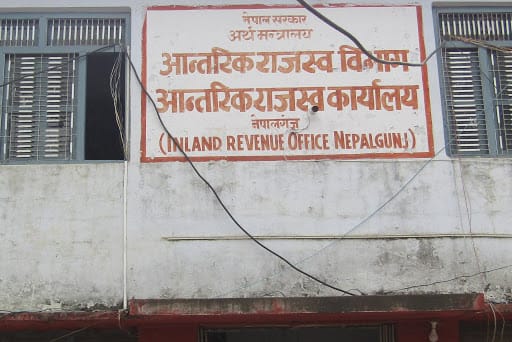 नेपाल सरकार
अर्थ मन्त्रालय
आन्तरिक राजस्व विभाग
आन्तरिक राजस्व कार्यालय
नेपालगंज
(INLAND REVENUE OFFICE NEPALGUNJ)